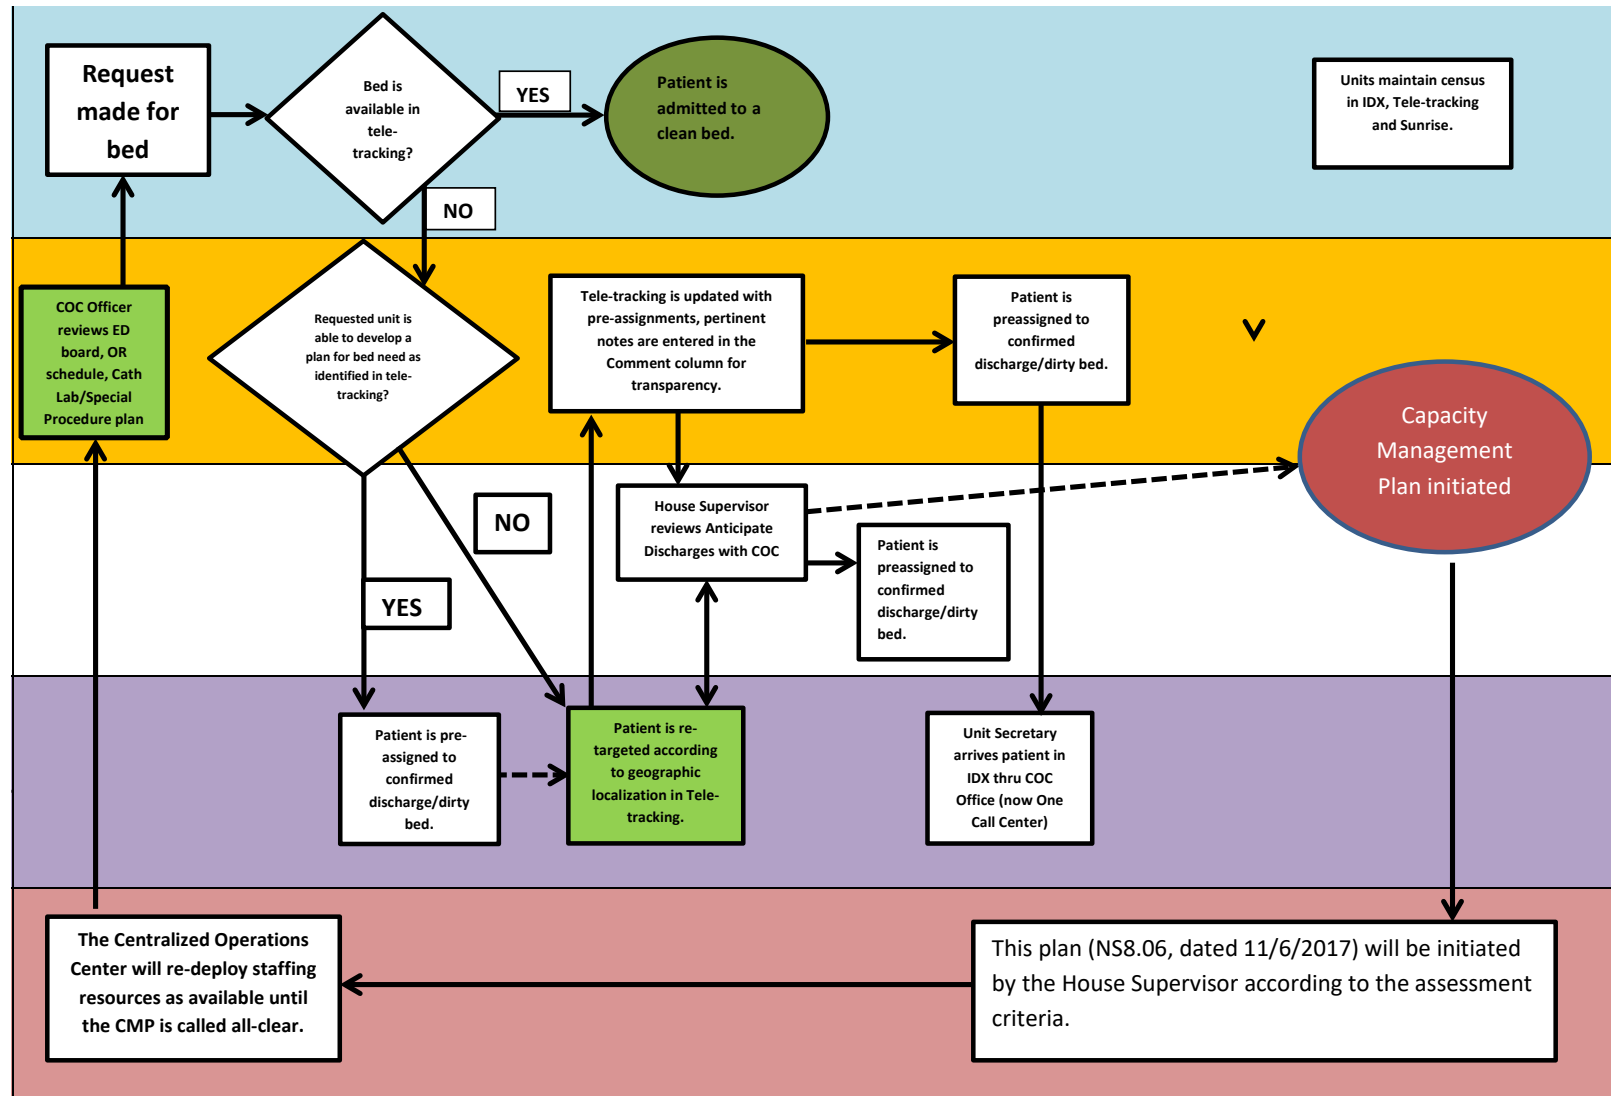 Request
made for
bed
Bed is
available in
tele-
tracking?
YES
Patient is
admitted to a
clean bed.
Units maintain census
in IDX, Tele-tracking
and Sunrise.
NO
COC Officer
reviews ED
board, OR
schedule, Cath
Lab/Special
Procedure plan
Requested unit is
able to develop a
plan for bed need as
identified in tele-
tracking?
Tele-tracking is updated with
pre-assignments, pertinent
notes are entered in the
Comment column for
transparency.
Patient is
preassigned to
confirmed
discharge/dirty bed.
Capacity
Management
Plan initiated
NO
House Supervisor
reviews Anticipate
Discharges with COC
Patient is
preassigned to
confirmed
discharge/dirty
bed.
YES
Patient is pre-
assigned to
confirmed
discharge/dirty
bed.
Patient is re-
targeted according
to geographic
localization in Tele-
tracking.
Unit Secretary
arrives patient in
IDX thru COC
Office (now One
Call Center)
The Centralized Operations
Center will re-deploy staffing
resources as available until
the CMP is called all-clear.
This plan (NS8.06, dated 11/6/2017) will be initiated
by the House Supervisor according to the assessment
criteria.